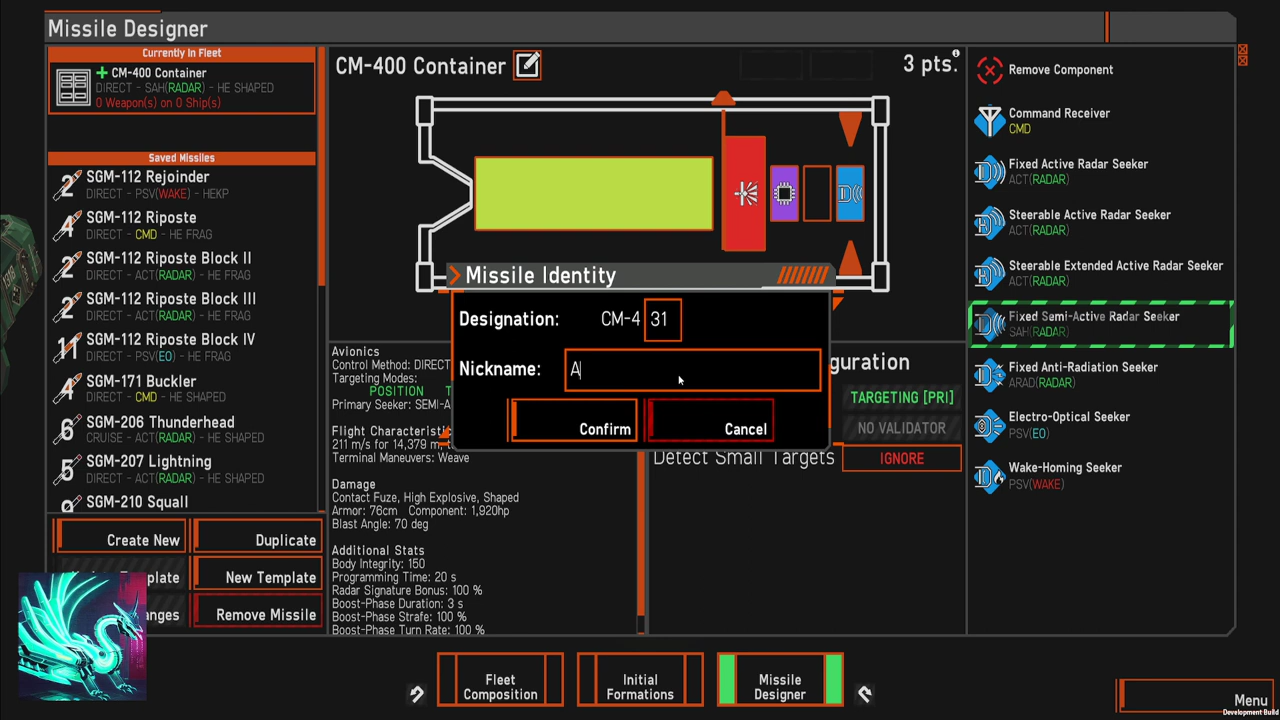 Missile Designer
Currently In Fleet
CM-400 Container
DIRECT - SAH(RADAR) - HE SHAPED
0 Weapon(s) on 0 Ship(s)
Saved Missiles
2 SGM-112 Rejoinder
DIRECT - PSV(WAKE) - HEKP
4 SGM-112 Riposte
DIRECT - CMD - HE FRAG
2 SGM-112 Riposte Block II
DIRECT - ACT(RADAR) - HE FRAG
2 SGM-112 Riposte Block III
DIRECT - ACT(RADAR) - HE FRAG
11 SGM-112 Riposte Block IV
DIRECT - PSV(EO) - HE FRAG
4 SGM-171 Buckler
DIRECT - CMD - HE SHAPED
6 SGM-206 Thunderhead
CRUISE - ACT(RADAR) - HE SHAPED
5 SGM-207 Lightning
DIRECT - ACT(RADAR) - HE SHAPED
SGM-210 Squall
Create New
Duplicate
New Template
Remove Missile
CM-400 Container
3 pts.
Missile Identity
Designation: CM-4 31
Nickname: A
Confirm
Cancel
Avionics
Control Method: DIRECT
Targeting Modes:
POSITION
Primary Seeker: SEMI-A
Flight Characteris
211 m/s for 14,379 m,
Terminal Maneuvers: Weave
Damage
Contact Fuze, High Explosive, Shaped
Armor: 76cm Component: 1,920hp
Blast Angle: 70 deg
Additional Stats
Body Integrity: 150
Programming Time: 20 s
Radar Signature Bonus: 100 %
Boost-Phase Duration: 3 s
Boost-Phase Strafe: 100 %
Boost-Phase Turn Rate: 100 %
guration
TARGETING [PRI]
NO VALIDATOR
Detect Small Targets
IGNORE
Remove Component
Command Receiver
CMD
Fixed Active Radar Seeker
ACT(RADAR)
Steerable Active Radar Seeker
ACT(RADAR)
Steerable Extended Active Radar Seeker
ACT(RADAR)
Fixed Semi-Active Radar Seeker
SAH(RADAR)
Fixed Anti-Radiation Seeker
ARAD(RADAR)
Electro-Optical Seeker
PSV(EO)
Wake-Homing Seeker
PSV(WAKE)
Fleet
Composition
Initial
Formations
Missile
Designer
Menu
Development Build